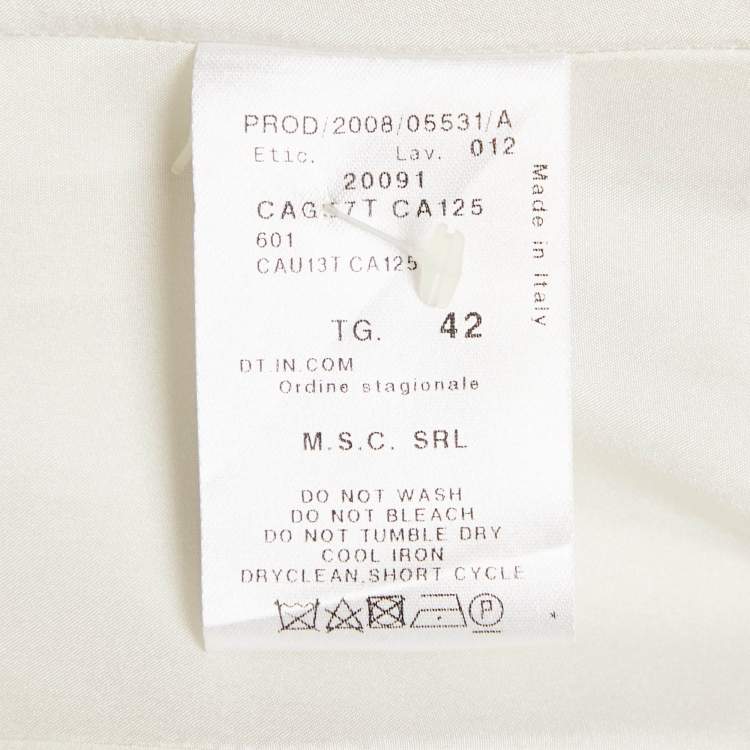 PROD/2008/05531/A
Etic. Lav. 012
20091
CA125
601
CAU13T CA125
TG. 42
DT.IN.COM
Ordine stagionale
M.S.C. SRL
DO NOT WASH
DO NOT BLEACH
DO NOT TUMBLE DRY
COOL IRON
DRYCLEAN.SHORT CYCLE
P
*
Made in Italy